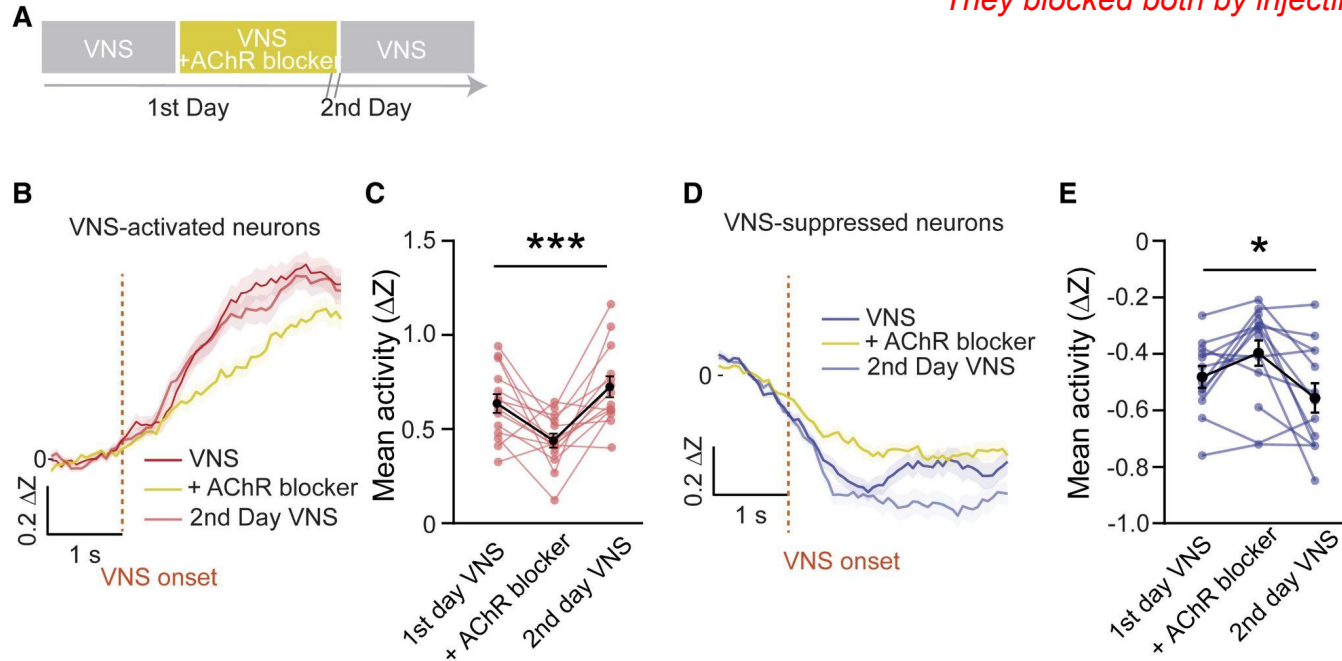 They blocked both by injectin
A
VNS
VNS
+AChR blocker
VNS
1st Day
2nd Day
B
VNS-activated neurons
0
0.2 ΔZ
1 s
VNS onset
VNS
+ AChR blocker
2nd Day VNS
C
Mean activity (ΔZ)
1.5
1.0
0.5
0
***
1st day VNS
+ AChR blocker
2nd day VNS
D
VNS-suppressed neurons
VNS
+ AChR blocker
2nd Day VNS
0 -
0.2 ΔZ
1 s
VNS onset
E
Mean activity (ΔZ)
0
-0.2
-0.4
-0.6
-0.8
-1.0
*
1st day VNS
+ AChR blocker
2nd day VNS